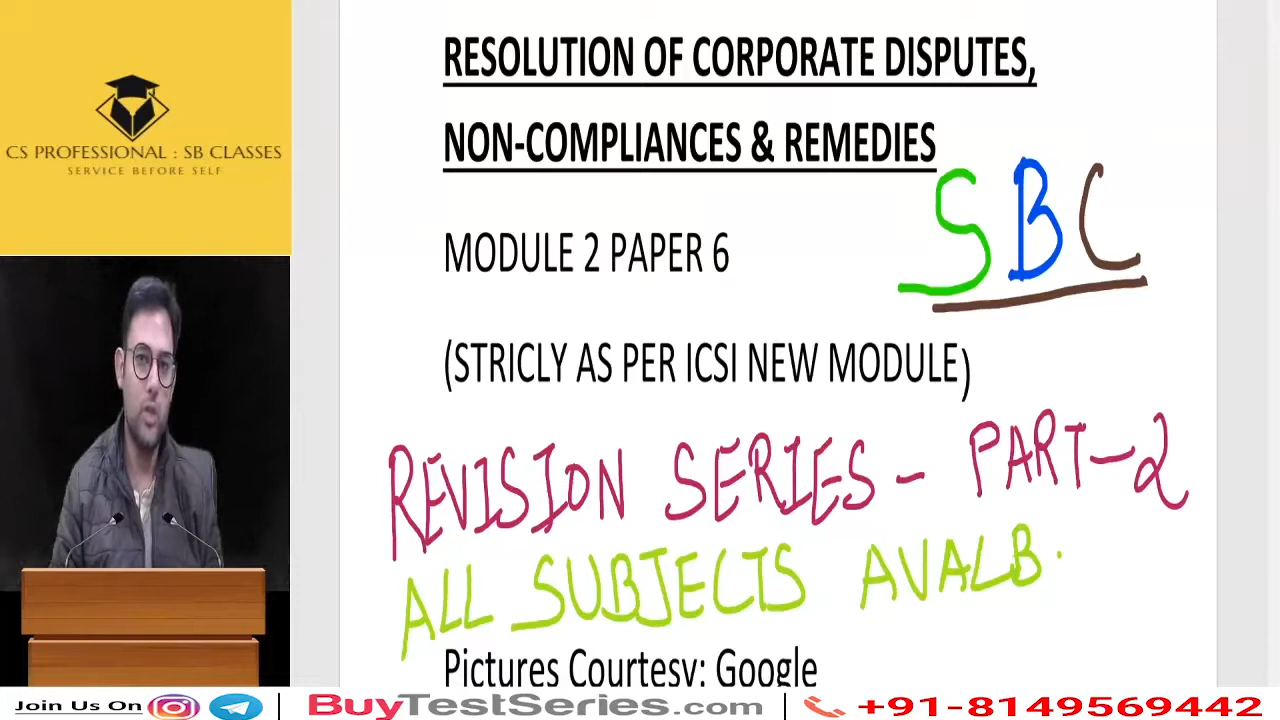 CS PROFESSIONAL : SB CLASSES
SERVICE BEFORE SELF
RESOLUTION OF CORPORATE DISPUTES,
NON-COMPLIANCES & REMEDIES
SBC
MODULE 2 PAPER 6
(STRICLY AS PER ICSI NEW MODULE)
REVISION SERIES - PART-2
ALL SUBJECTS AVALB.
Pictures Courtesy: Google
Join Us On | BuyTestSeries.com | +91-8149569442